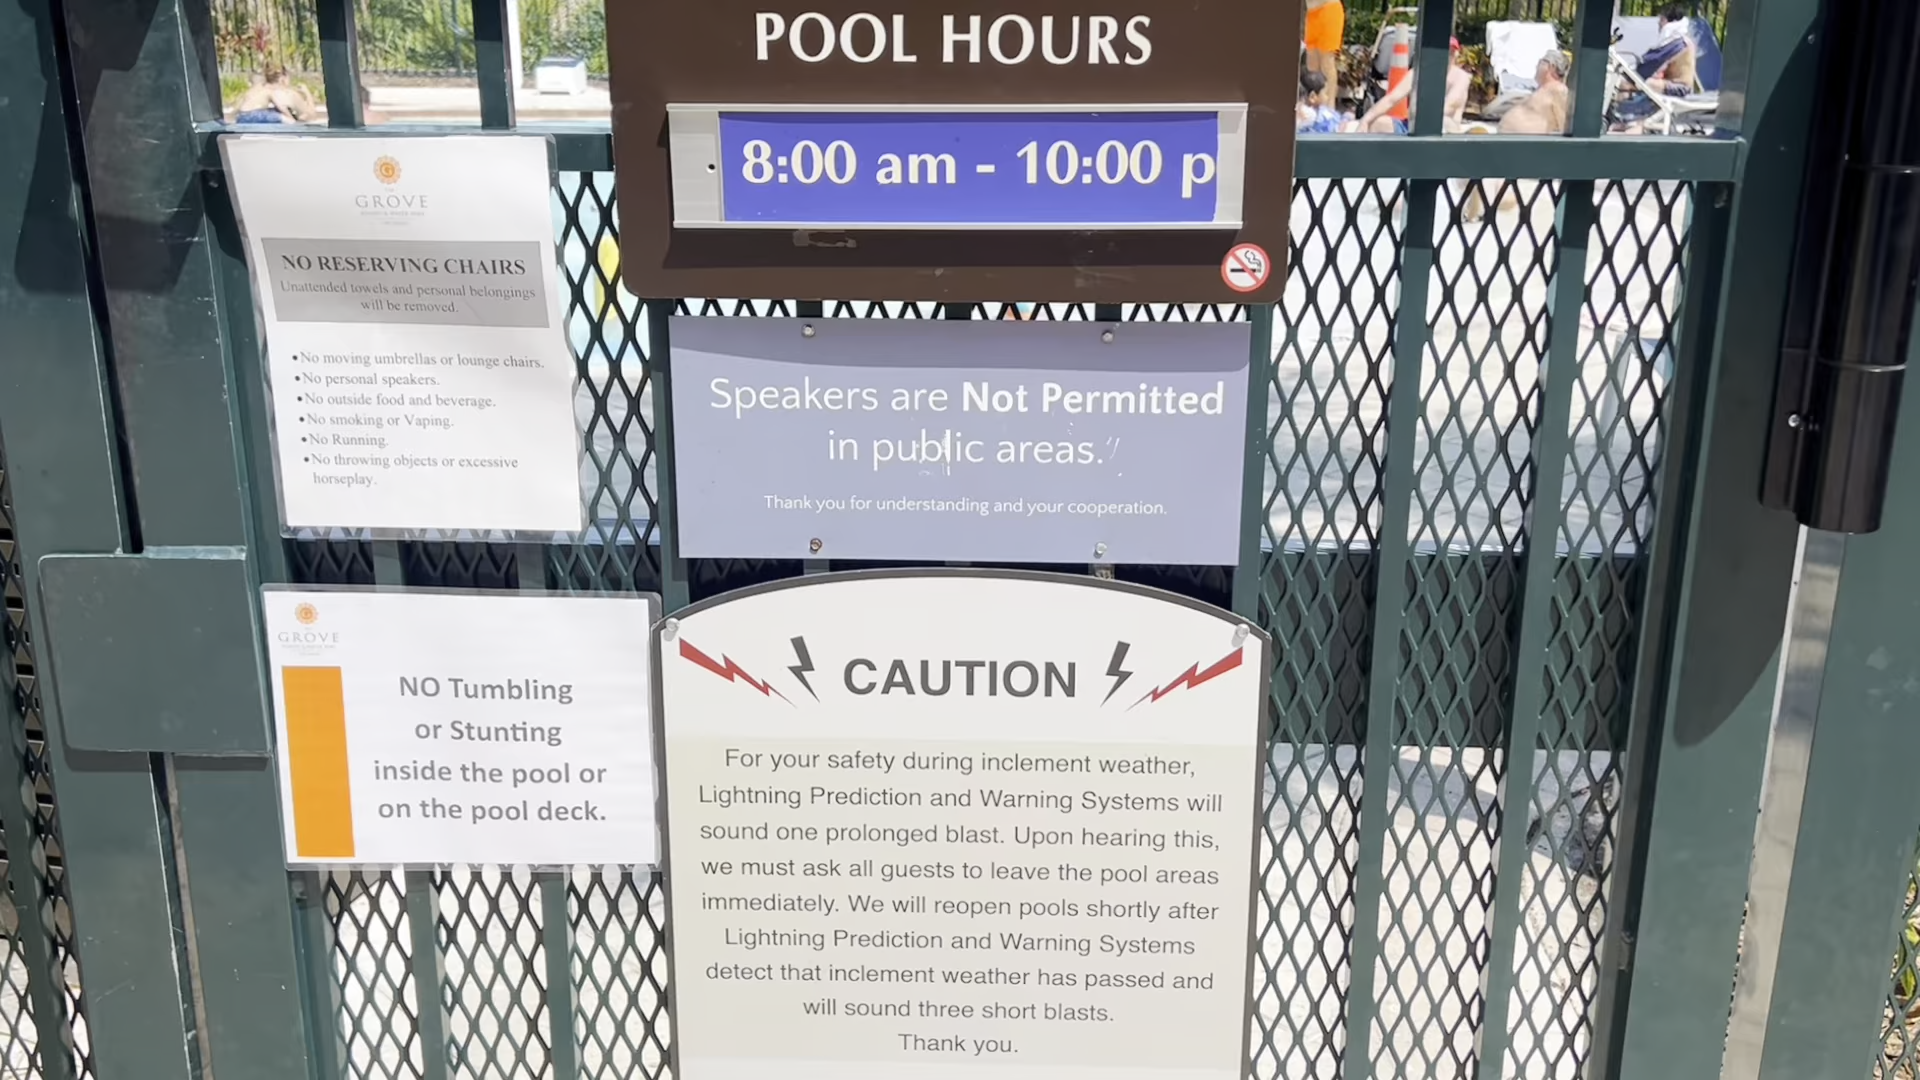 POOL HOURS
8:00 am - 10:00 p
GROVE
NO RESERVING CHAIRS
Unattended towels and personal belongings
will be removed.
•No moving umbrellas or lounge chairs.
•No personal speakers.
•No outside food and beverage.
•No smoking or Vaping.
•No Running.
•No throwing objects or excessive
horseplay.
Speakers are Not Permitted
in public areas.
Thank you for understanding and your cooperation.
GROVE
NO Tumbling
or Stunting
inside the pool or
on the pool deck.
CAUTION
For your safety during inclement weather,
Lightning Prediction and Warning Systems will
sound one prolonged blast. Upon hearing this,
we must ask all guests to leave the pool areas
immediately. We will reopen pools shortly after
Lightning Prediction and Warning Systems
detect that inclement weather has passed and
will sound three short blasts.
Thank you.